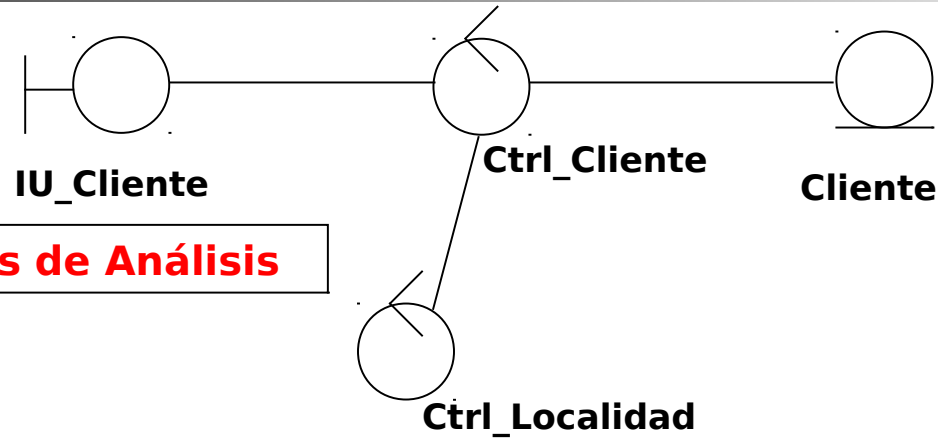 Ctrl_Cliente
IU_Cliente
Cliente
s de Análisis
Ctrl_Localidad